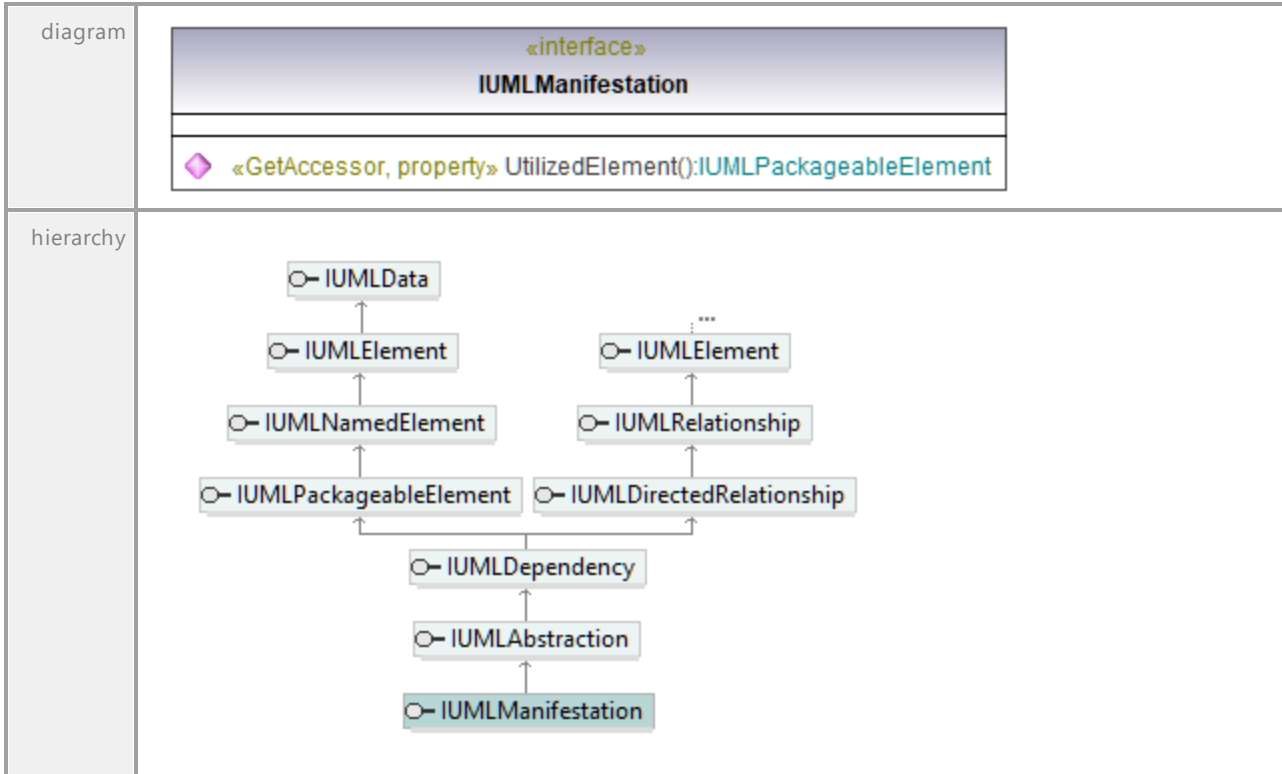 diagram
«interface»
IUMLManifestation
«GetAccessor, property» UtilizedElement():IUMLPackageableElement
hierarchy
IUMLData
...
IUMLElement IUMLElement
IUMLNamedElement IUMLRelationship
IUMLPackageableElement IUMLDirectedRelationship
IUMLDependency
IUMLAbstraction
IUMLManifestation